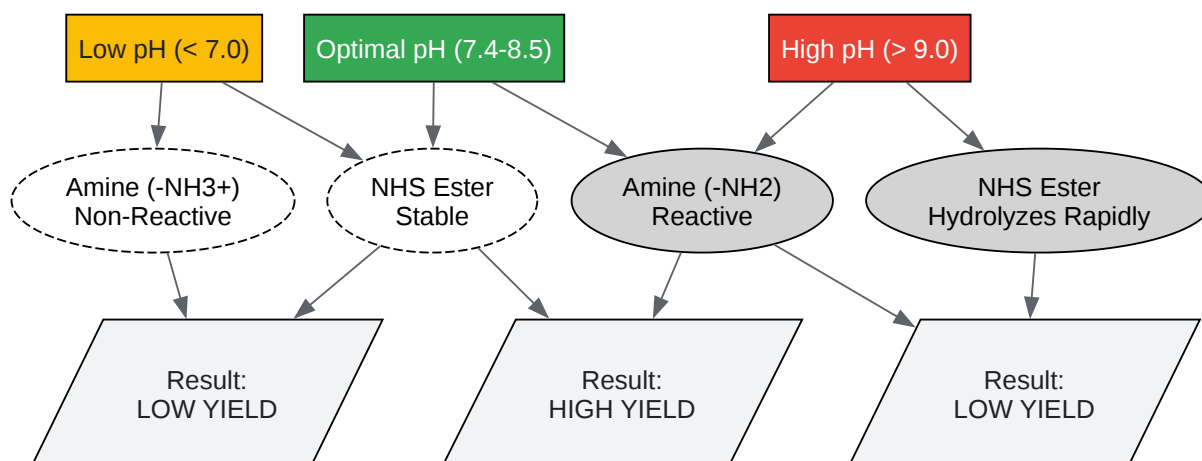 Low pH (< 7.0)
Optimal pH (7.4-8.5)
High pH (> 9.0)
Amine (-NH3+)
Non-Reactive
NHS Ester
Stable
Amine (-NH2)
Reactive
NHS Ester
Hydrolyzes Rapidly
Result:
LOW YIELD
Result:
HIGH YIELD
Result:
LOW YIELD